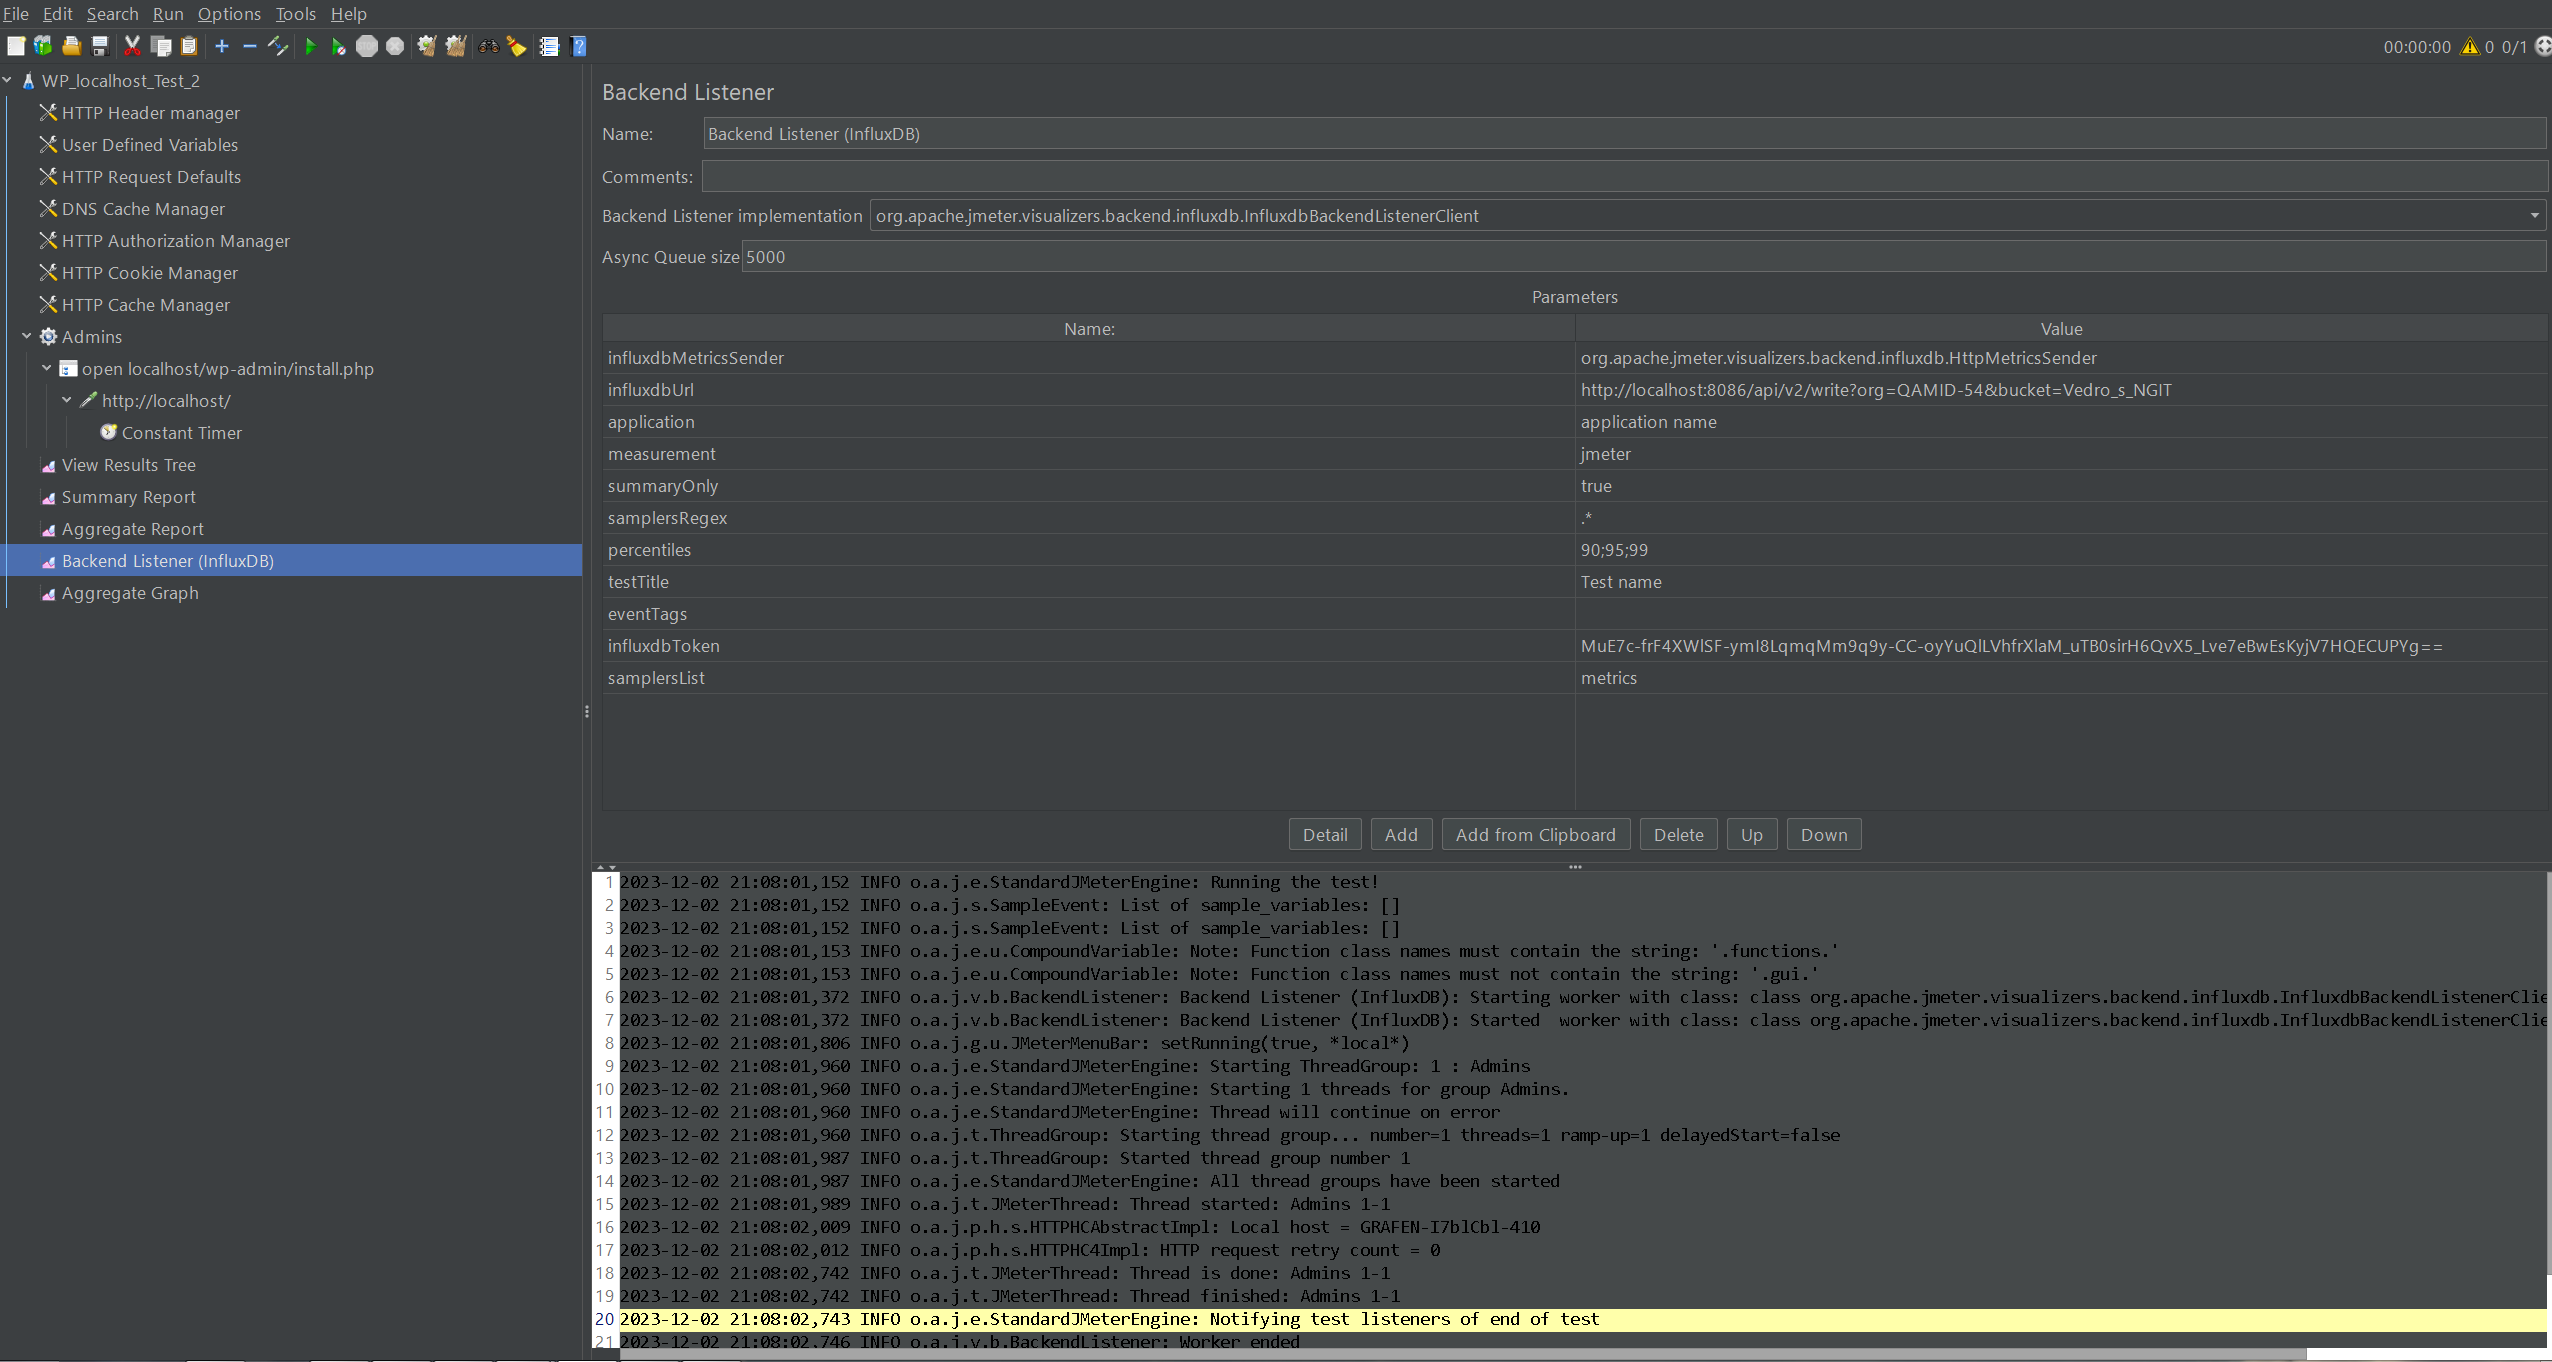 File Edit Search Run Options Tools Help
00:00:00 0 0/1
WP_localhost_Test_2
HTTP Header manager
User Defined Variables
HTTP Request Defaults
DNS Cache Manager
HTTP Authorization Manager
HTTP Cookie Manager
HTTP Cache Manager
Admins
open localhost/wp-admin/install.php
http://localhost/
Constant Timer
View Results Tree
Summary Report
Aggregate Report
Backend Listener (InfluxDB)
Aggregate Graph
Backend Listener
Name: Backend Listener (InfluxDB)
Comments:
Backend Listener implementation org.apache.jmeter.visualizers.backend.influxdb.InfluxdbBackendListenerClient
Async Queue size 5000
Parameters
Name: Value
influxdbMetricsSender org.apache.jmeter.visualizers.backend.influxdb.HttpMetricsSender
influxdbUrl http://localhost:8086/api/v2/write?org=QAMID-54&bucket=Vedro_s_NGIT
application application name
measurement jmeter
summaryOnly true
samplersRegex .*
percentiles 90;95;99
testTitle Test name
eventTags
influxdbToken MuE7c-frF4XWlSF-ymI8LqmqMm9q9y-CC-oyYuQlLVhfrXlaM_uTB0sirH6QvX5_Lve7eBwEsKyjV7HQECUPYg==
samplersList metrics
Detail Add Add from Clipboard Delete Up Down
1 2023-12-02 21:08:01,152 INFO o.a.j.e.StandardJMeterEngine: Running the test!
2 2023-12-02 21:08:01,152 INFO o.a.j.s.SampleEvent: List of sample_variables: []
3 2023-12-02 21:08:01,152 INFO o.a.j.s.SampleEvent: List of sample_variables: []
4 2023-12-02 21:08:01,153 INFO o.a.j.e.u.CompoundVariable: Note: Function class names must contain the string: '.functions.'
5 2023-12-02 21:08:01,153 INFO o.a.j.e.u.CompoundVariable: Note: Function class names must not contain the string: '.gui.'
6 2023-12-02 21:08:01,372 INFO o.a.j.v.b.BackendListener: Backend Listener (InfluxDB): Starting worker with class: class org.apache.jmeter.visualizers.backend.influxdb.InfluxdbBackendListenerClie
7 2023-12-02 21:08:01,372 INFO o.a.j.v.b.BackendListener: Backend Listener (InfluxDB): Started  worker with class: class org.apache.jmeter.visualizers.backend.influxdb.InfluxdbBackendListenerClie
8 2023-12-02 21:08:01,806 INFO o.a.j.g.u.JMeterMenuBar: setRunning(true, *local*)
9 2023-12-02 21:08:01,960 INFO o.a.j.e.StandardJMeterEngine: Starting ThreadGroup: 1 : Admins
10 2023-12-02 21:08:01,960 INFO o.a.j.e.StandardJMeterEngine: Starting 1 threads for group Admins.
11 2023-12-02 21:08:01,960 INFO o.a.j.e.StandardJMeterEngine: Thread will continue on error
12 2023-12-02 21:08:01,960 INFO o.a.j.t.ThreadGroup: Starting thread group... number=1 threads=1 ramp-up=1 delayedStart=false
13 2023-12-02 21:08:01,987 INFO o.a.j.t.ThreadGroup: Started thread group number 1
14 2023-12-02 21:08:01,987 INFO o.a.j.e.StandardJMeterEngine: All thread groups have been started
15 2023-12-02 21:08:01,989 INFO o.a.j.t.JMeterThread: Thread started: Admins 1-1
16 2023-12-02 21:08:02,009 INFO o.a.j.p.h.s.HTTPHCAbstractImpl: Local host = GRAFEN-I7blCbl-410
17 2023-12-02 21:08:02,012 INFO o.a.j.p.h.s.HTTPHC4Impl: HTTP request retry count = 0
18 2023-12-02 21:08:02,742 INFO o.a.j.t.JMeterThread: Thread is done: Admins 1-1
19 2023-12-02 21:08:02,742 INFO o.a.j.t.JMeterThread: Thread finished: Admins 1-1
20 2023-12-02 21:08:02,743 INFO o.a.j.e.StandardJMeterEngine: Notifying test listeners of end of test
21 2023-12-02 21:08:02,746 INFO o.a.j.v.b.BackendListener: Worker ended